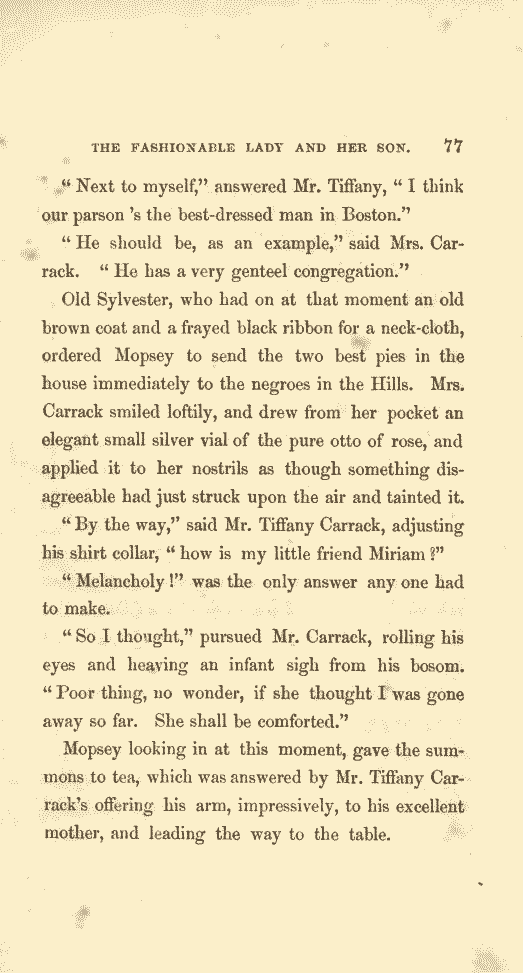 THE FASHIONABLE LADY AND HER SON. 77
“ Next to myself,” answered Mr. Tiffany, “ I think
our parson ’s the best-dressed man in Boston.”
“ He should be, as an example,” said Mrs. Car-
rack. “ He has a very genteel congregation.”
Old Sylvester, who had on at that moment an old
brown coat and a frayed black ribbon for a neck-cloth,
ordered Mopsey to send the two best pies in the
house immediately to the negroes in the Hills. Mrs.
Carrack smiled loftily, and drew from her pocket an
elegant small silver vial of the pure otto of rose, and
applied it to her nostrils as though something dis-
agreeable had just struck upon the air and tainted it.
“ By the way,” said Mr. Tiffany Carrack, adjusting
his shirt collar, “ how is my little friend Miriam ?”
“ Melancholy !” was the only answer any one had
to make.
“ So I thought,” pursued Mr. Carrack, rolling his
eyes and heaving an infant sigh from his bosom.
“ Poor thing, no wonder, if she thought I was gone
away so far. She shall be comforted.”
Mopsey looking in at this moment, gave the sum-
mons to tea, which was answered by Mr. Tiffany Car-
rack’s offering his arm, impressively, to his excellent
mother, and leading the way to the table.